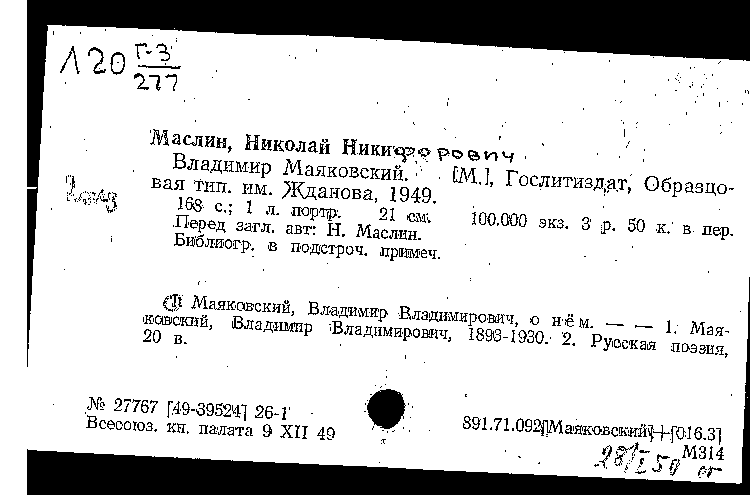 Л20 Г-3
277
Маслин, Николай Никифорович
Владимир Маяковский. [М.], Гослитиздат, Образцо-
вая тип. им. Жданова, 1949.
168 с.; 1 л. портр. 21 см. 100.000 экз. 3 р. 50 к. в пер.
Перед загл. авт: Н. Маслин.
Библиогр. в подстроч. примеч.
I Маяковский, Владимир Владимирович, о нём. — — 1. Мая-
ковский, Владимир Владимирович, 1893-1930. 2. Русская поэзия,
20 в.
№ 27767 [49-39524] 26-1
Всесоюз. кн. палата 9 XII 49
891.71.092[Маяковский]+[016.3]
М314
28/I 50